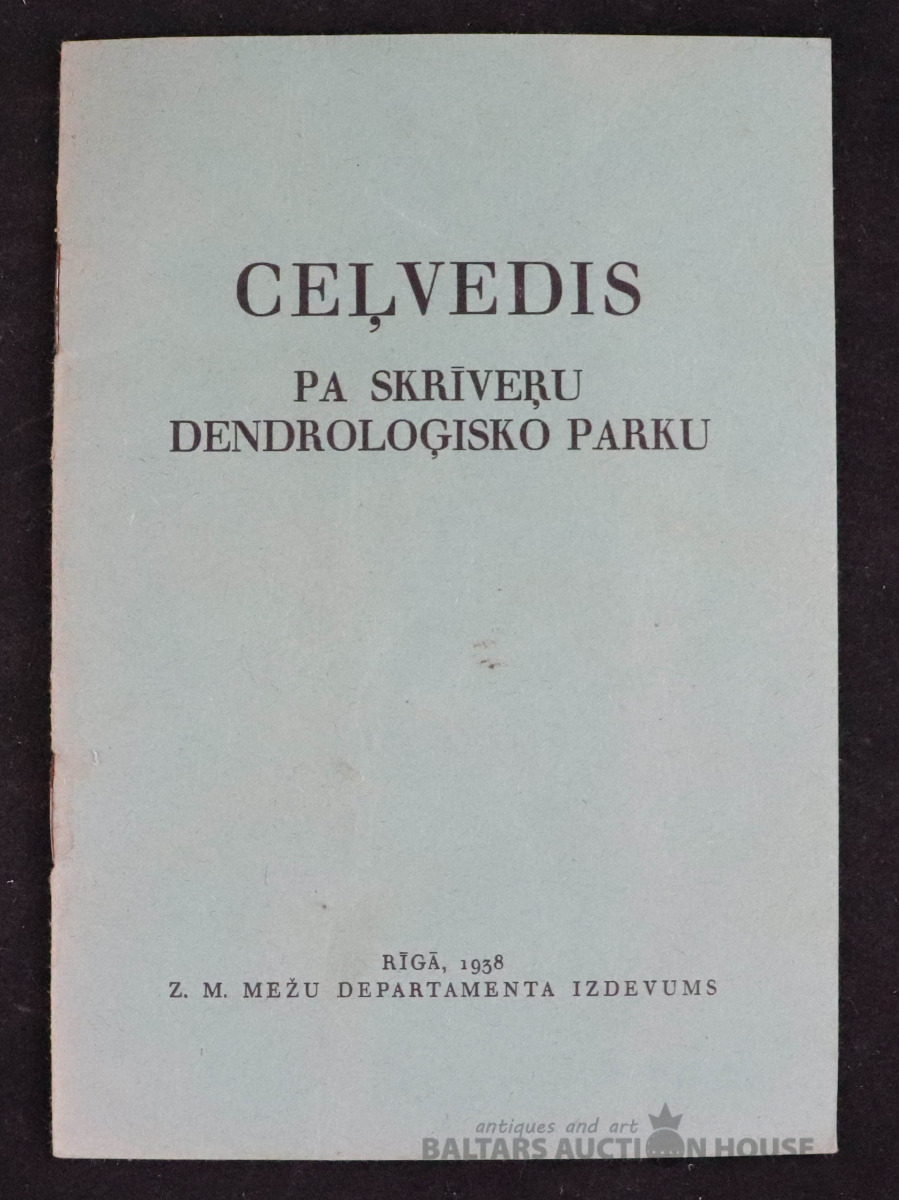 CEĻVEDIS
PA SKRĪVEŖU
DENDROLOĢISKO PARKU
RĪGĀ, 1938
Z. M. MEŽU DEPARTAMENTA IZDEVUMS
antiques and art
BALTARS AUCTION HOUSE